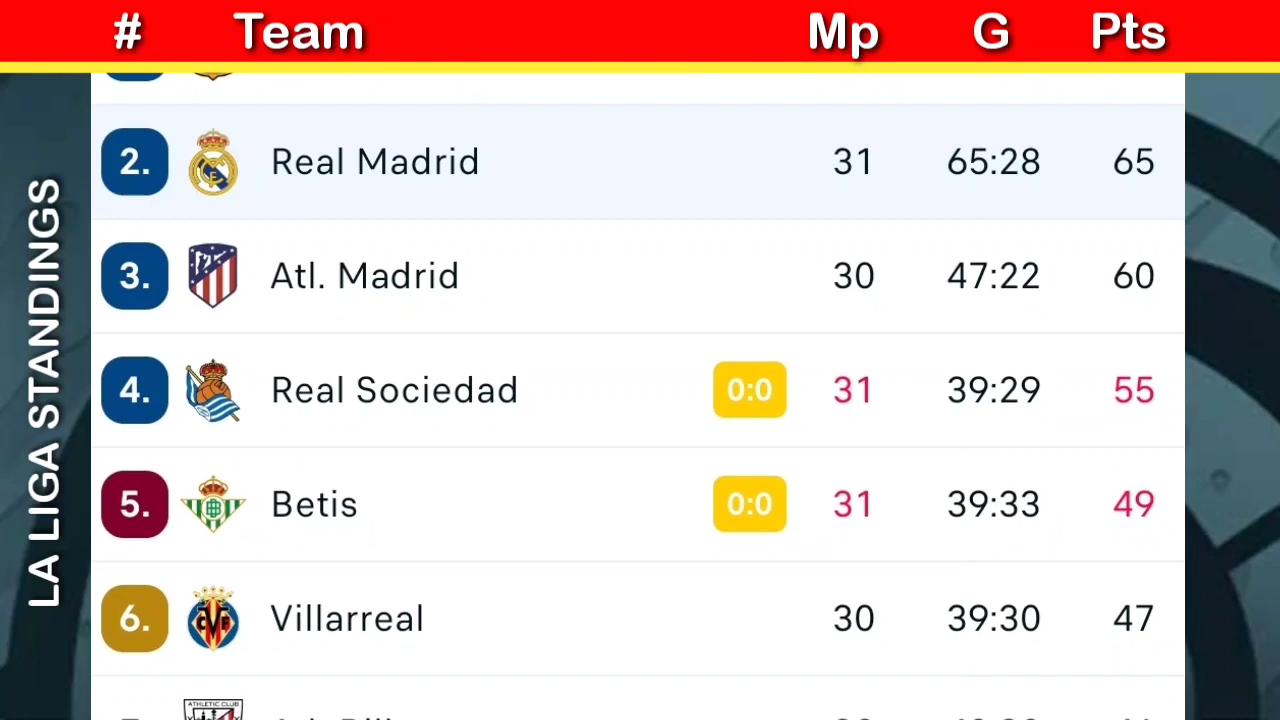 # Team Mp G Pts
LA LIGA STANDINGS
2. Real Madrid 31 65:28 65
3. Atl. Madrid 30 47:22 60
4. Real Sociedad 0:0 31 39:29 55
5. Betis 0:0 31 39:33 49
6. Villarreal 30 39:30 47
ATHLETIC CLUB